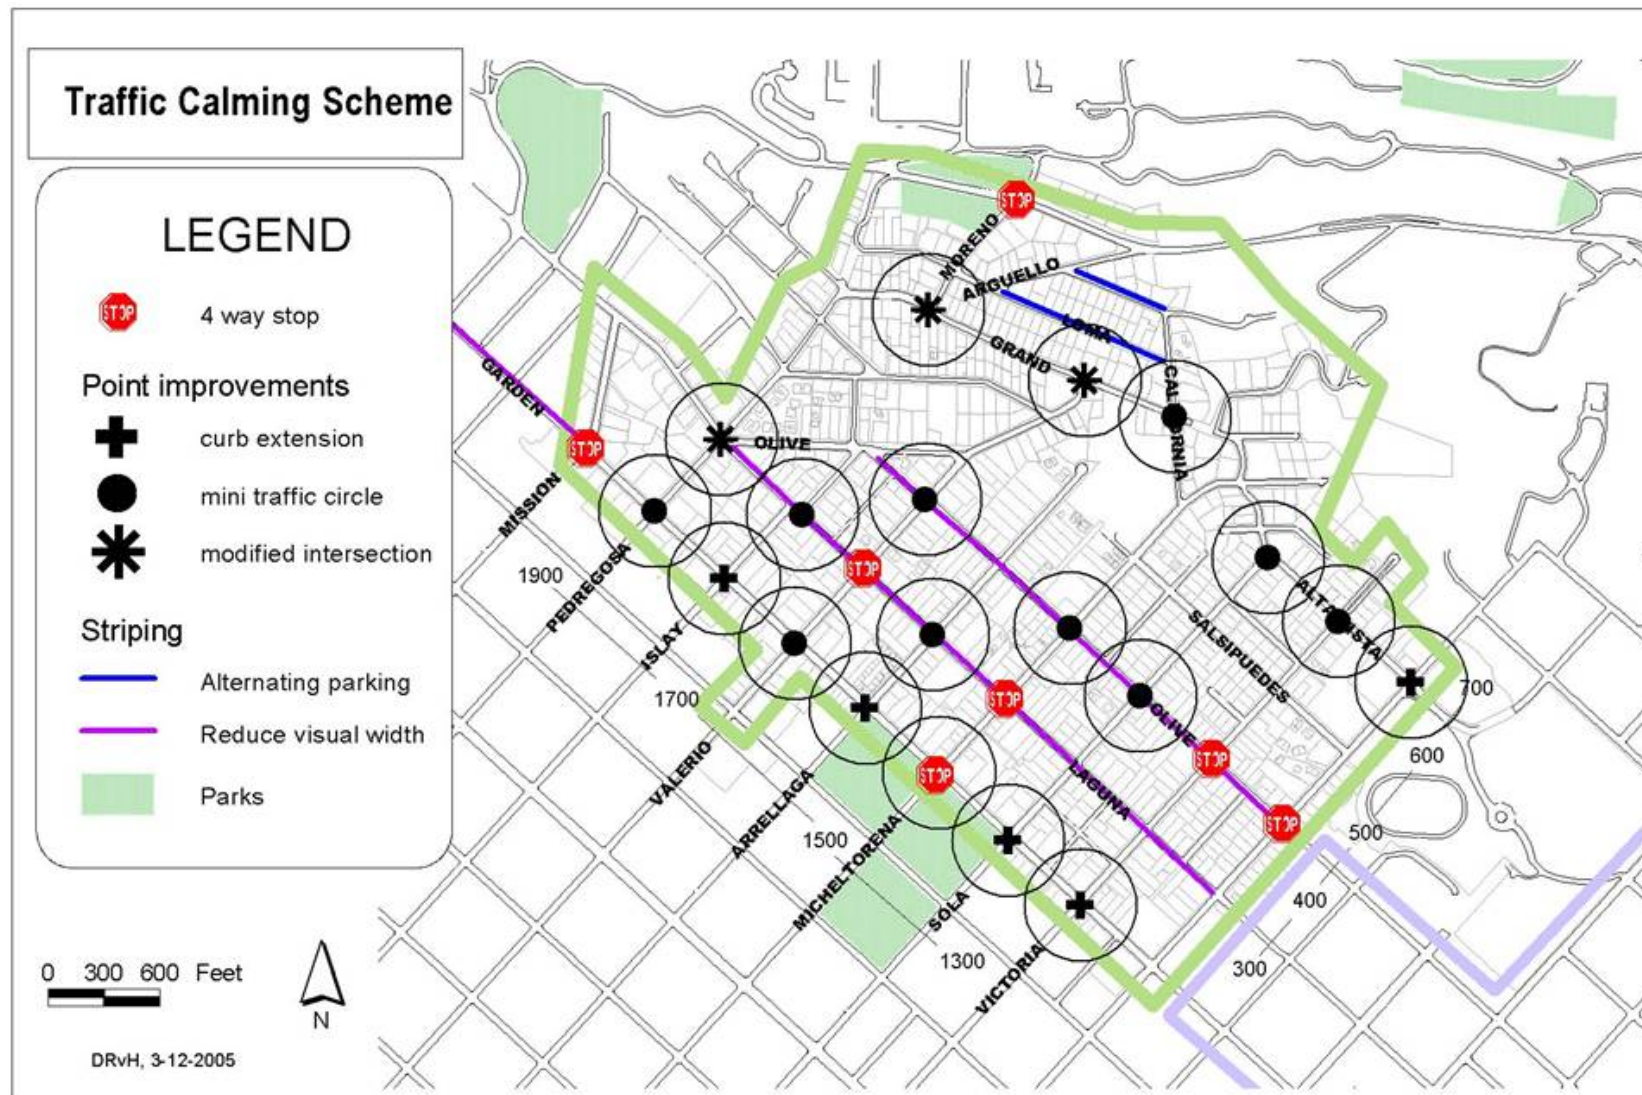 Traffic Calming Scheme
LEGEND
STOP
4 way stop
Point improvements
curb extension
mini traffic circle
modified intersection
Striping
Alternating parking
Reduce visual width
Parks
0 300 600 Feet
N
DRvH, 3-12-2005
STOP
MORENO
ARGUELLO
LOMA
GRAND
CALIFORNIA
GARDEN
STOP
OLIVE
MISSION
PEDREGOSA
1900
ISLAY
STOP
ALTA VISTA
SALSIPUEDES
1700
VALERIO
STOP
OLIVE
700
STOP
600
LAGUNA
STOP
ARRELLAGA
STOP
500
1500
MICHELTORENA
SOLA
400
1300
VICTORIA
300